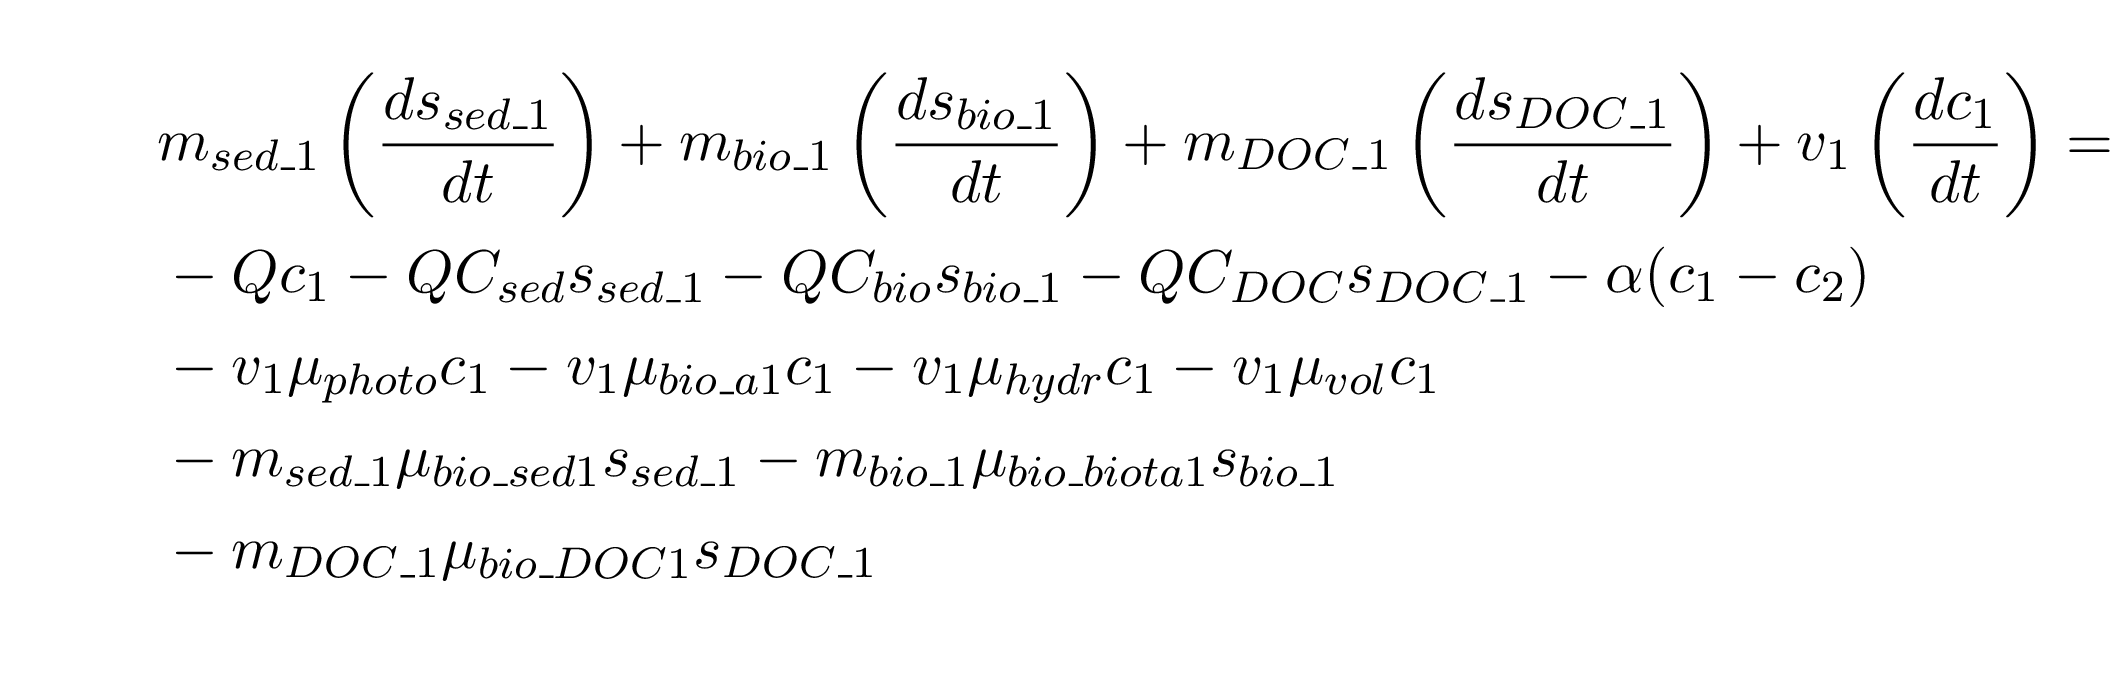 $m_{sed\_1}\left(\frac{ds_{sed\_1}}{dt}\right) + m_{bio\_1}\left(\frac{ds_{bio\_1}}{dt}\right) + m_{DOC\_1}\left(\frac{ds_{DOC\_1}}{dt}\right) + v_1\left(\frac{dc_1}{dt}\right) =$
$- Qc_1 - QC_{sed}s_{sed\_1} - QC_{bio}s_{bio\_1} - QC_{DOC}s_{DOC\_1} - \alpha(c_1 - c_2)$
$- v_1\mu_{photo}c_1 - v_1\mu_{bio\_a1}c_1 - v_1\mu_{hydr}c_1 - v_1\mu_{vol}c_1$
$- m_{sed\_1}\mu_{bio\_sed1}s_{sed\_1} - m_{bio\_1}\mu_{bio\_biota1}s_{bio\_1}$
$- m_{DOC\_1}\mu_{bio\_DOC1}s_{DOC\_1}$